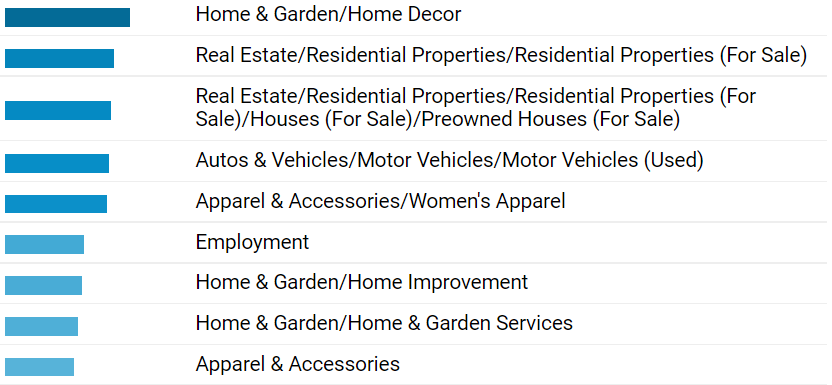 Home & Garden/Home Decor
Real Estate/Residential Properties/Residential Properties (For Sale)
Real Estate/Residential Properties/Residential Properties (For
Sale)/Houses (For Sale)/Preowned Houses (For Sale)
Autos & Vehicles/Motor Vehicles/Motor Vehicles (Used)
Apparel & Accessories/Women's Apparel
Employment
Home & Garden/Home Improvement
Home & Garden/Home & Garden Services
Apparel & Accessories